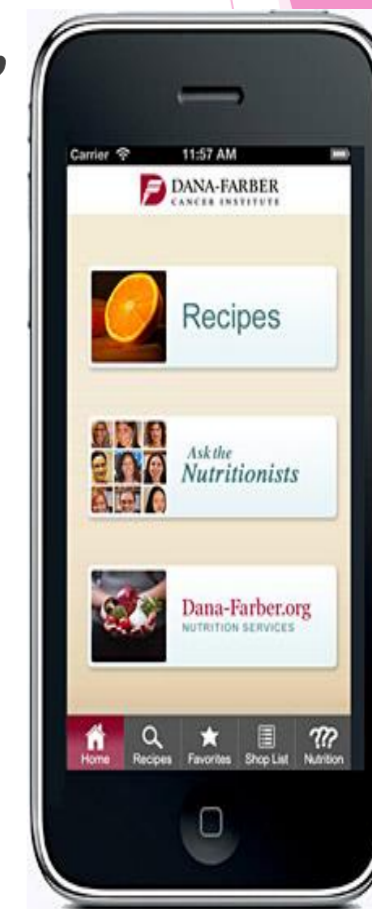 ,
Carrier 11:57 AM
DANA-FARBER
CANCER INSTITUTE
Recipes
Ask the
Nutritionists
Dana-Farber.org
NUTRITION SERVICES
Home Recipes Favorites Shop List Nutrition